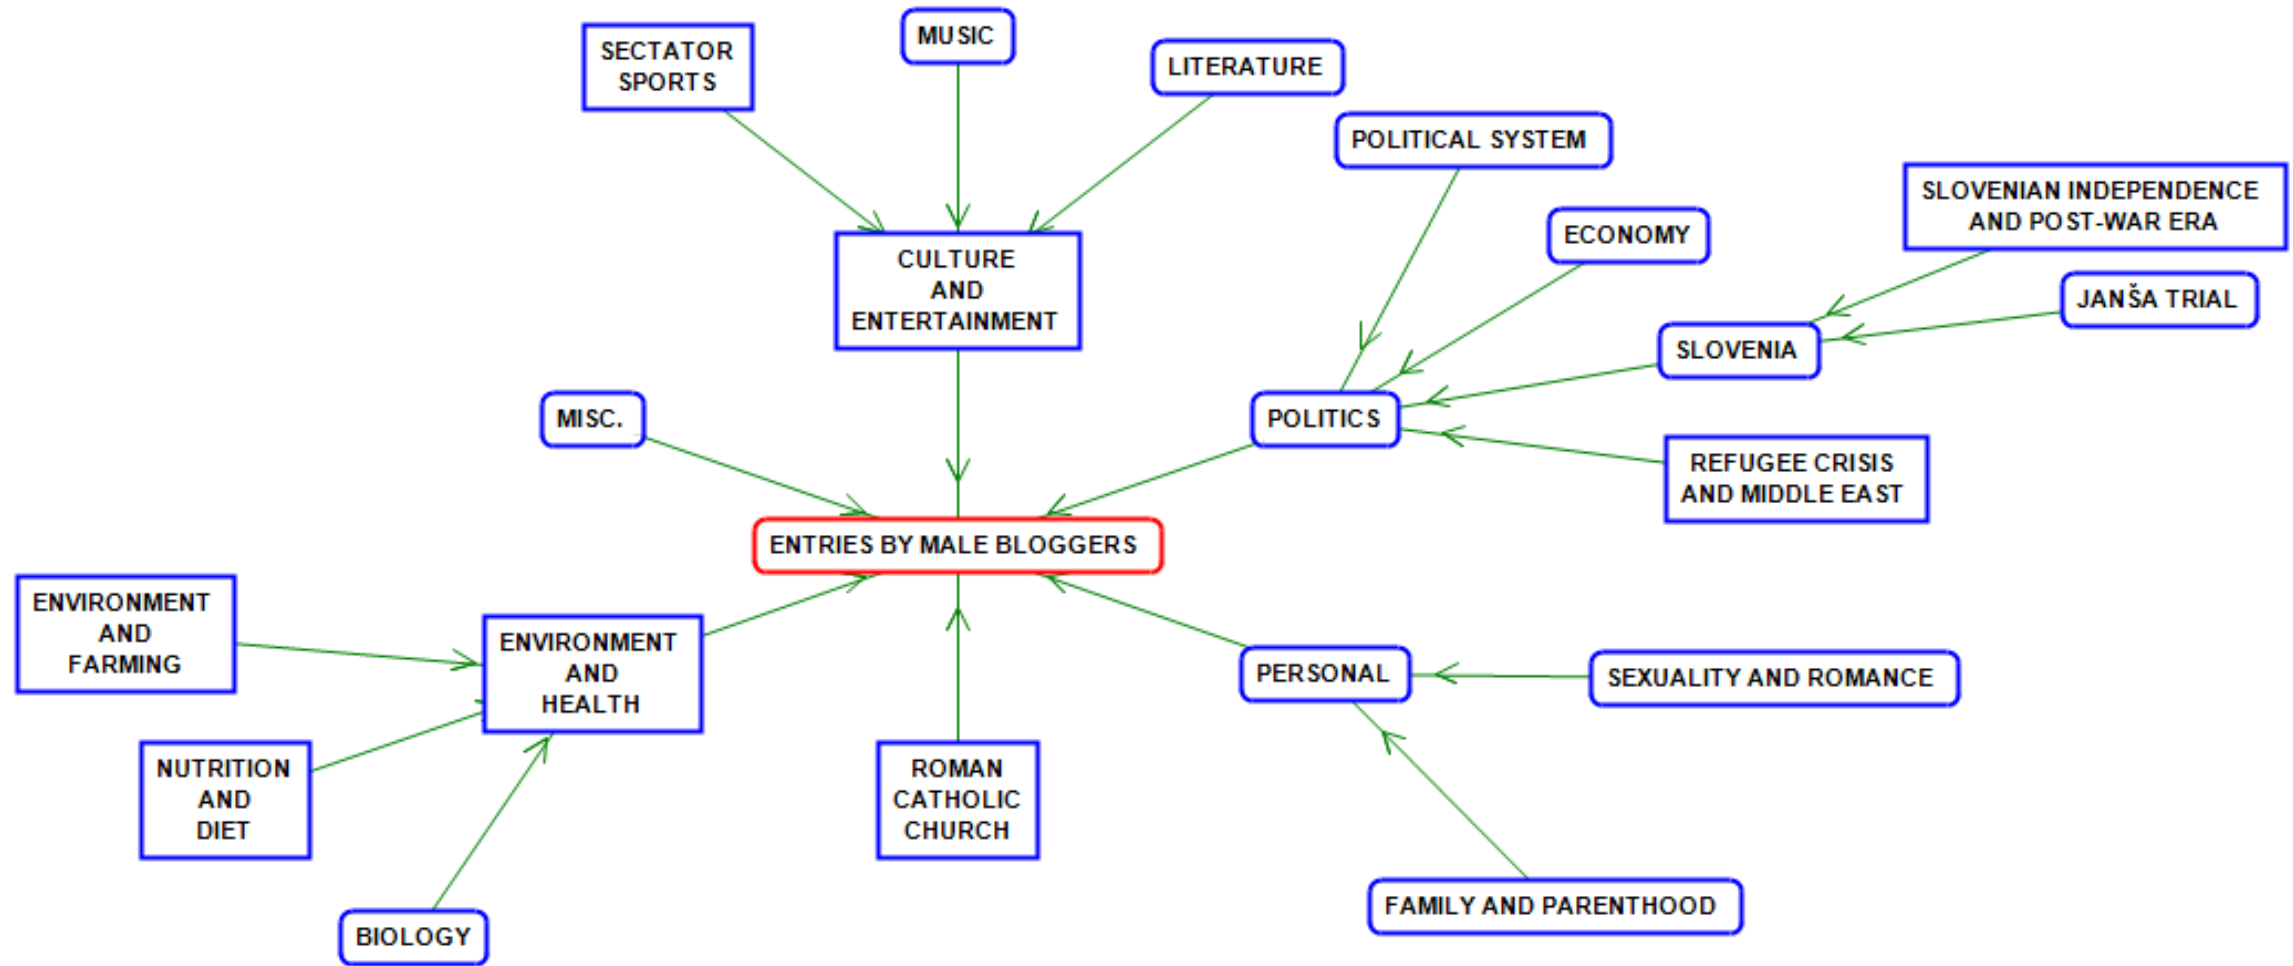 SECTATOR
SPORTS
MUSIC
LITERATURE
POLITICAL SYSTEM
ECONOMY
SLOVENIAN INDEPENDENCE
AND POST-WAR ERA
JANŠA TRIAL
SLOVENIA
CULTURE
AND
ENTERTAINMENT
MISC.
POLITICS
REFUGEE CRISIS
AND MIDDLE EAST
ENTRIES BY MALE BLOGGERS
ENVIRONMENT
AND
FARMING
ENVIRONMENT
AND
HEALTH
PERSONAL
SEXUALITY AND ROMANCE
NUTRITION
AND
DIET
ROMAN
CATHOLIC
CHURCH
FAMILY AND PARENTHOOD
BIOLOGY